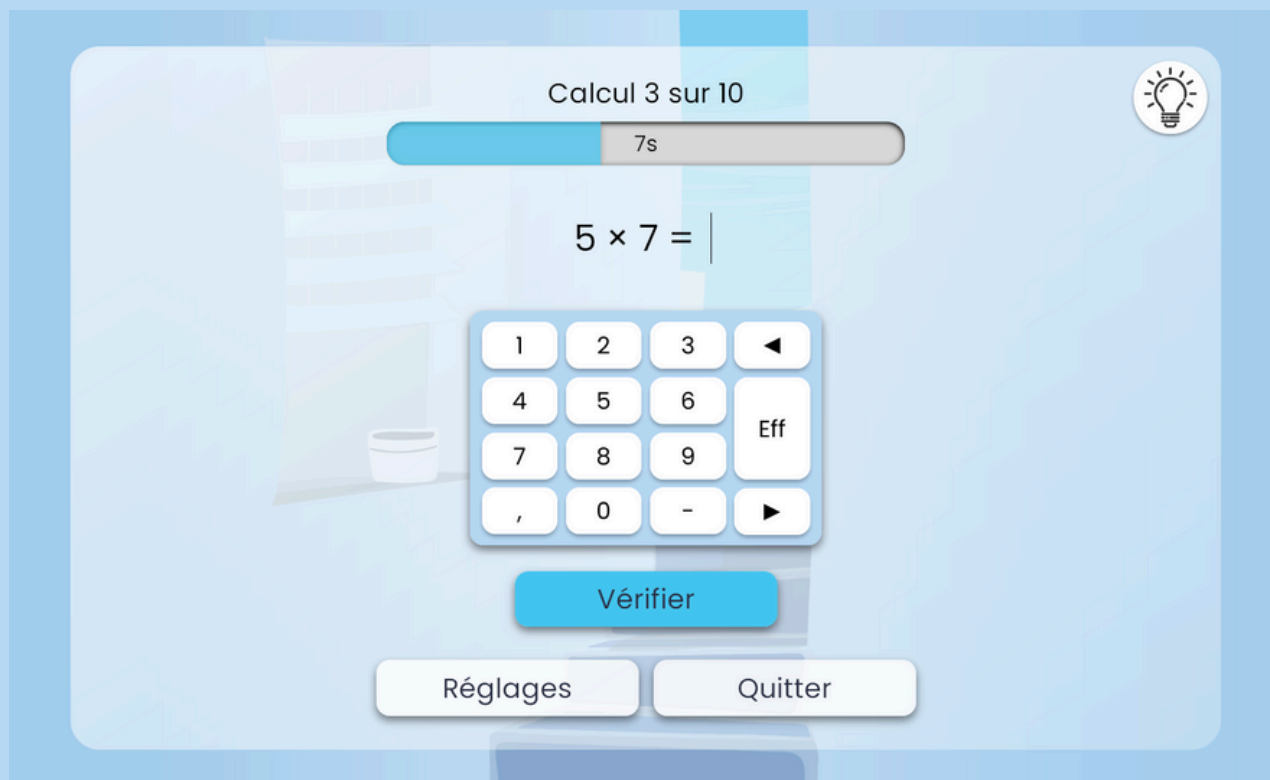 Calcul 3 sur 10
7s
5 × 7 =
1 2 3 ◄
4 5 6
Eff
7 8 9
, 0 - ►
Vérifier
Réglages Quitter